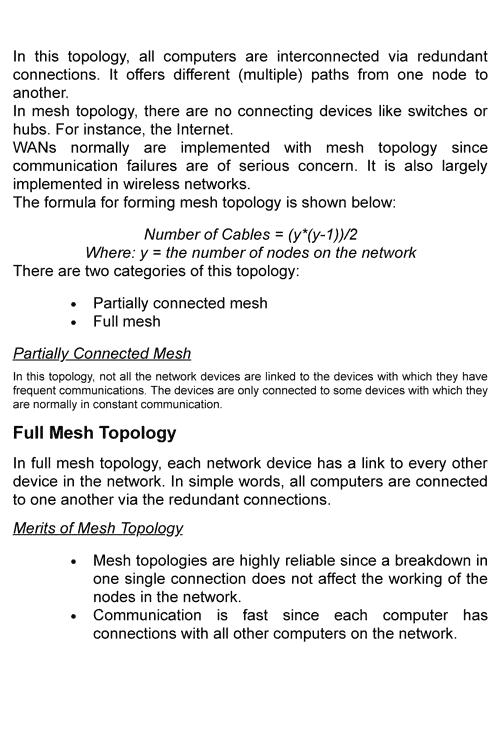 In this topology, all computers are interconnected via redundant
connections. It offers different (multiple) paths from one node to
another.
In mesh topology, there are no connecting devices like switches or
hubs. For instance, the Internet.
WANs normally are implemented with mesh topology since
communication failures are of serious concern. It is also largely
implemented in wireless networks.
The formula for forming mesh topology is shown below:
Number of Cables = (y*(y-1))/2
Where: y = the number of nodes on the network
There are two categories of this topology:
• Partially connected mesh
• Full mesh
Partially Connected Mesh
In this topology, not all the network devices are linked to the devices with which they have
frequent communications. The devices are only connected to some devices with which they
are normally in constant communication.
Full Mesh Topology
In full mesh topology, each network device has a link to every other
device in the network. In simple words, all computers are connected
to one another via the redundant connections.
Merits of Mesh Topology
• Mesh topologies are highly reliable since a breakdown in
one single connection does not affect the working of the
nodes in the network.
• Communication is fast since each computer has
connections with all other computers on the network.